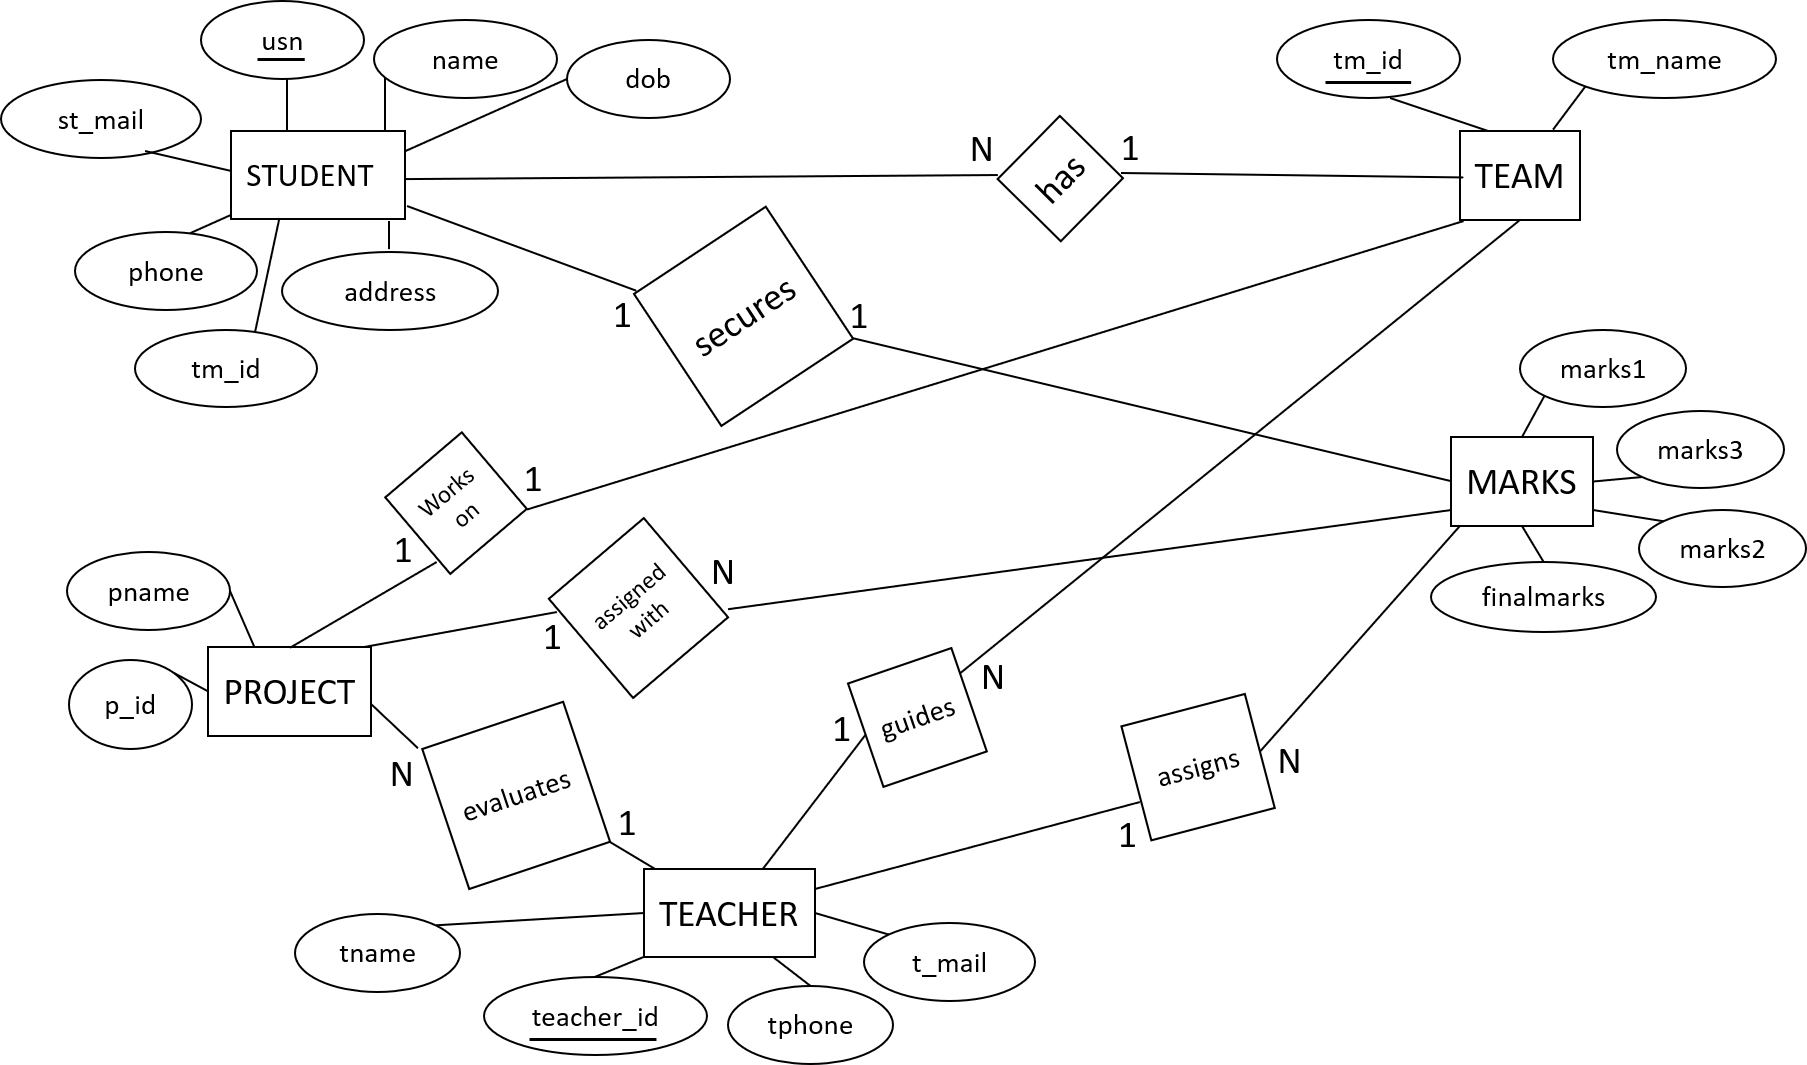 usn
name
dob
st_mail
STUDENT
phone
address
tm_id
N
has
1
tm_id
tm_name
TEAM
1
secures
1
marks1
marks3
MARKS
marks2
finalmarks
Works
on
1
1
assigned
with
N
1
pname
PROJECT
p_id
N
evaluates
1
guides
N
1
assigns
N
1
TEACHER
tname
teacher_id
tphone
t_mail